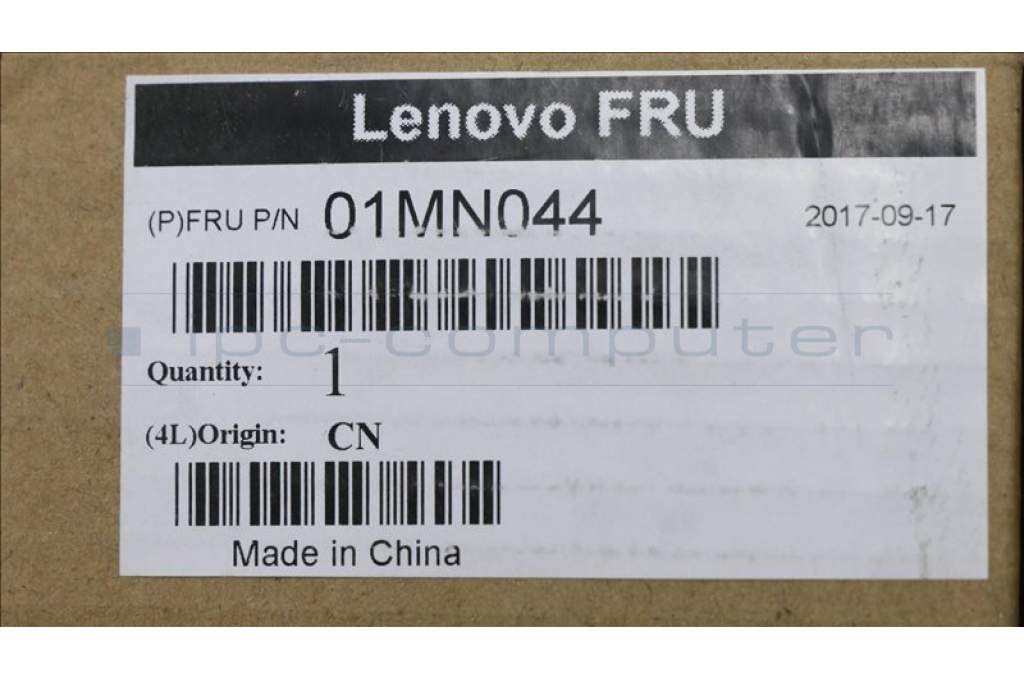 Lenovo FRU
(P)FRU P/N 01MN044 2017-09-17
ipc-computer
Quantity: 1
(4L)Origin: CN
Made in China